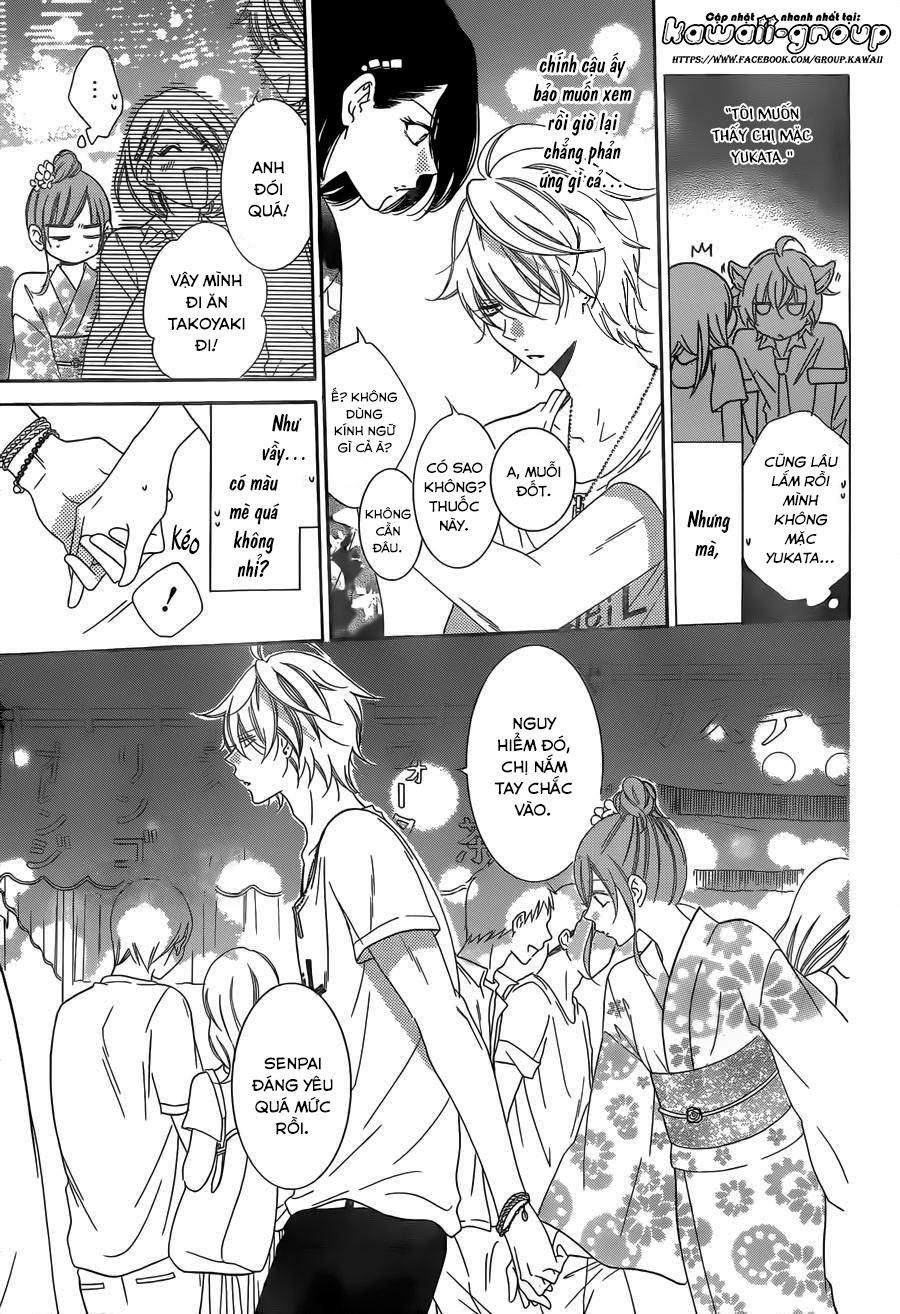 Cập nhật nhanh nhất tại:
kawaii-group
HTTPS://WWW.FACEBOOK.COM/GROUP.KAWAII
"TÔI MUỐN
THẤY CHỊ MẶC
YUKATA."
CŨNG LÂU
LẮM RỒI
MÌNH
KHÔNG
MẶC
YUKATA...
Nhưng
mà,
chính cậu ấy
bảo muốn xem
rồi giờ lại
chẳng phản
ứng gì cả...
A, MUỖI
ĐỐT.
CÓ SAO
KHÔNG?
THUỐC
NÀY.
Ế? KHÔNG
DÙNG
KÍNH NGỮ
GÌ CẢ À?
KHÔNG
CẦN
ĐÂU.
ANH
ĐÓI
QUÁ!
VẬY MÌNH
ĐI ĂN
TAKOYAKI
ĐI!
...
Như
vầy...
có màu
mè quá
không
nhỉ?
Kéo
!
NGUY
HIỂM ĐÓ,
CHỊ NẮM
TAY CHẮC
VÀO.
SENPAI
ĐÁNG YÊU
QUÁ MỨC
RỒI.